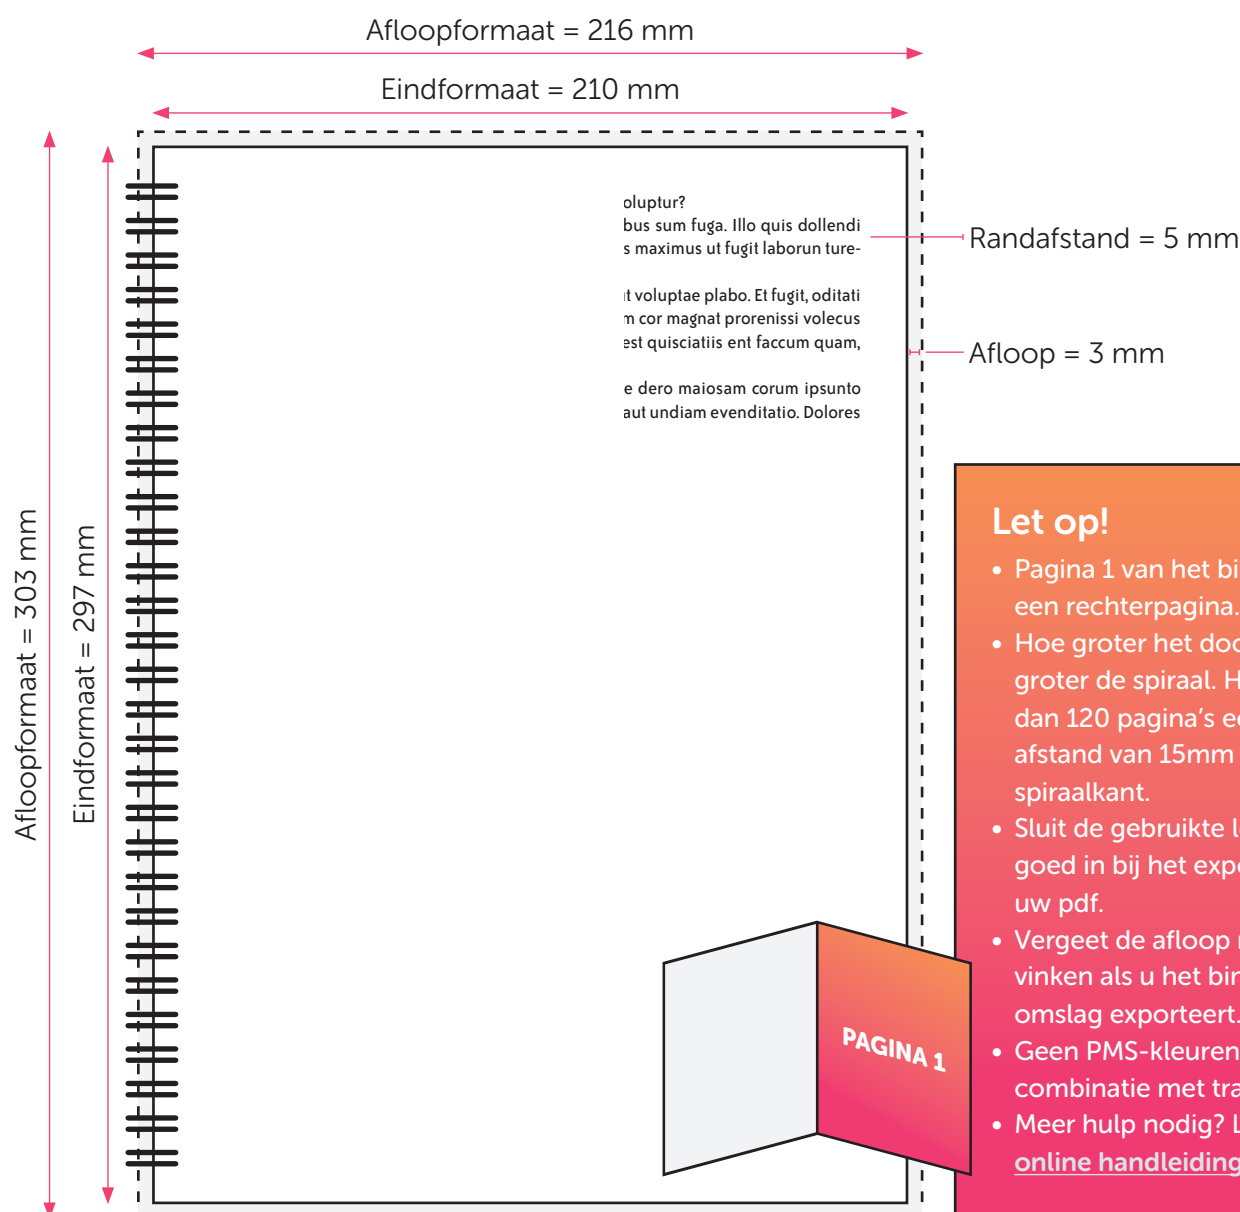 Afloopformaat = 216 mm
Eindformaat = 210 mm
Afloopformaat = 303 mm
Eindformaat = 297 mm
oluptur?
bus sum fuga. Illo quis dollendi
s maximus ut fugit laborun ture-
t voluptae plabo. Et fugit, oditati
m cor magnat prorenissi volecus
est quisciatiis ent faccum quam,
e dero maiosam corum ipsunto
aut undiam evenditatio. Dolores
Randafstand = 5 mm
Afloop = 3 mm
Let op!
• Pagina 1 van het bi
een rechterpagina.
• Hoe groter het doo
groter de spiraal. H
dan 120 pagina's e
afstand van 15mm
spiraalkant.
• Sluit de gebruikte l
goed in bij het exp
uw pdf.
• Vergeet de afloop
vinken als u het bin
omslag exporteert.
• Geen PMS-kleuren
combinatie met tra
• Meer hulp nodig? L
online handleiding
PAGINA 1